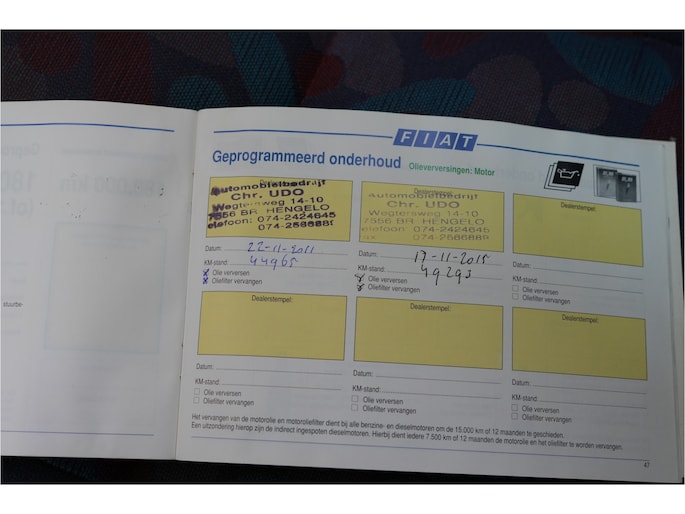 FIAT
Geprogrammeerd onderhoud Olieverversingen: Motor
Automobielbedrijf
Chr. UDO
Wegtersweg 14-10
7556 BR HENGELO
telefoon: 074-2424645
Datum: 22-11-2011
KM-stand: 44965
x Olie verversen
x Oliefilter vervangen
Automobielbedrijf
Chr. UDO
Wegtersweg 14-10
7556 BR HENGELO
telefoon 074-2424645
fax
Datum: 17-11-2015
KM-stand: 49293
x Olie verversen
x Oliefilter vervangen
Dealerstempel:
Datum:
KM-stand:
Olie verversen
Oliefilter vervangen
Dealerstempel:
Datum:
KM-stand:
Olie verversen
Oliefilter vervangen
Dealerstempel:
Datum:
KM-stand:
Olie verversen
Oliefilter vervangen
Dealerstempel:
Datum:
KM-stand:
Olie verversen
Oliefilter vervangen
Het vervangen van de motorolie en motoroliefilter dient bij alle benzine- en dieselmotoren om de 15.000 km of 12 maanden te geschieden.
Een uitzondering hierop zijn de indirect ingespoten dieselmotoren. Hierbij dient iedere 7.500 km of 12 maanden de motorolie en het oliefilter te worden vervangen.
47
stuurbe-